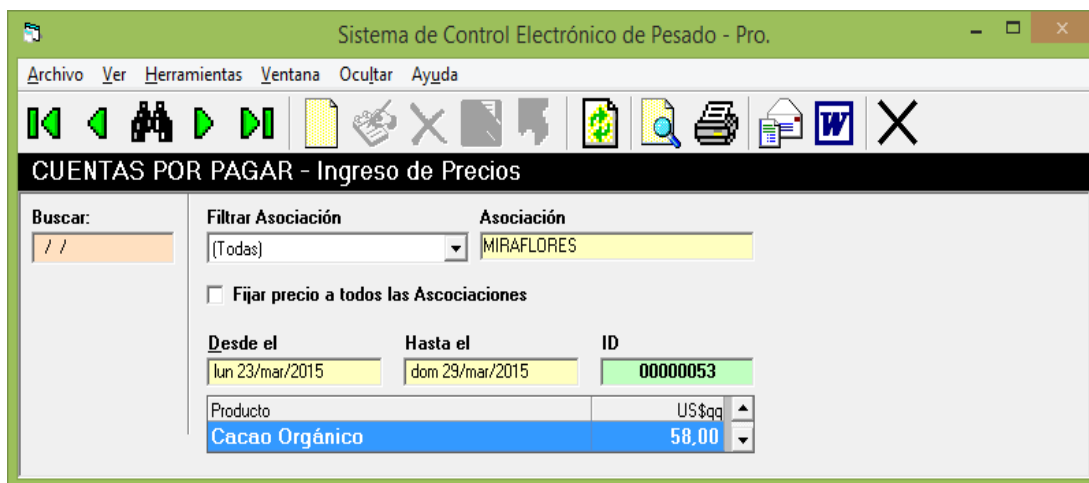 Sistema de Control Electrónico de Pesado - Pro.
Archivo Ver Herramientas Ventana Ocultar Ayuda
W
CUENTAS POR PAGAR - Ingreso de Precios
Buscar: Filtrar Asociación Asociación
/ / (Todas) MIRAFLORES
Fijar precio a todos las Ascociaciones
Desde el Hasta el ID
lun 23/mar/2015 dom 29/mar/2015 00000053
Producto US$qq
Cacao Orgánico 58,00